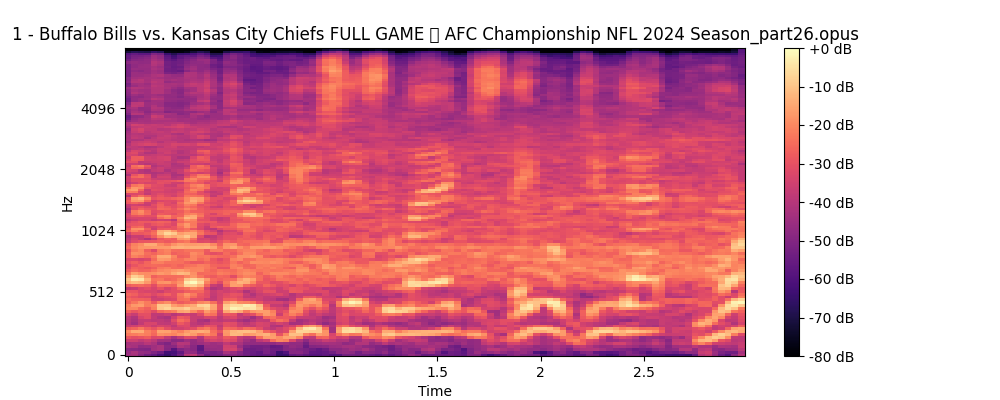 1 - Buffalo Bills vs. Kansas City Chiefs FULL GAME ▯ AFC Championship NFL 2024 Season_part26.opus
Hz
4096
2048
1024
512
0
0
0.5
1
1.5
2
2.5
Time
+0 dB
-10 dB
-20 dB
-30 dB
-40 dB
-50 dB
-60 dB
-70 dB
-80 dB